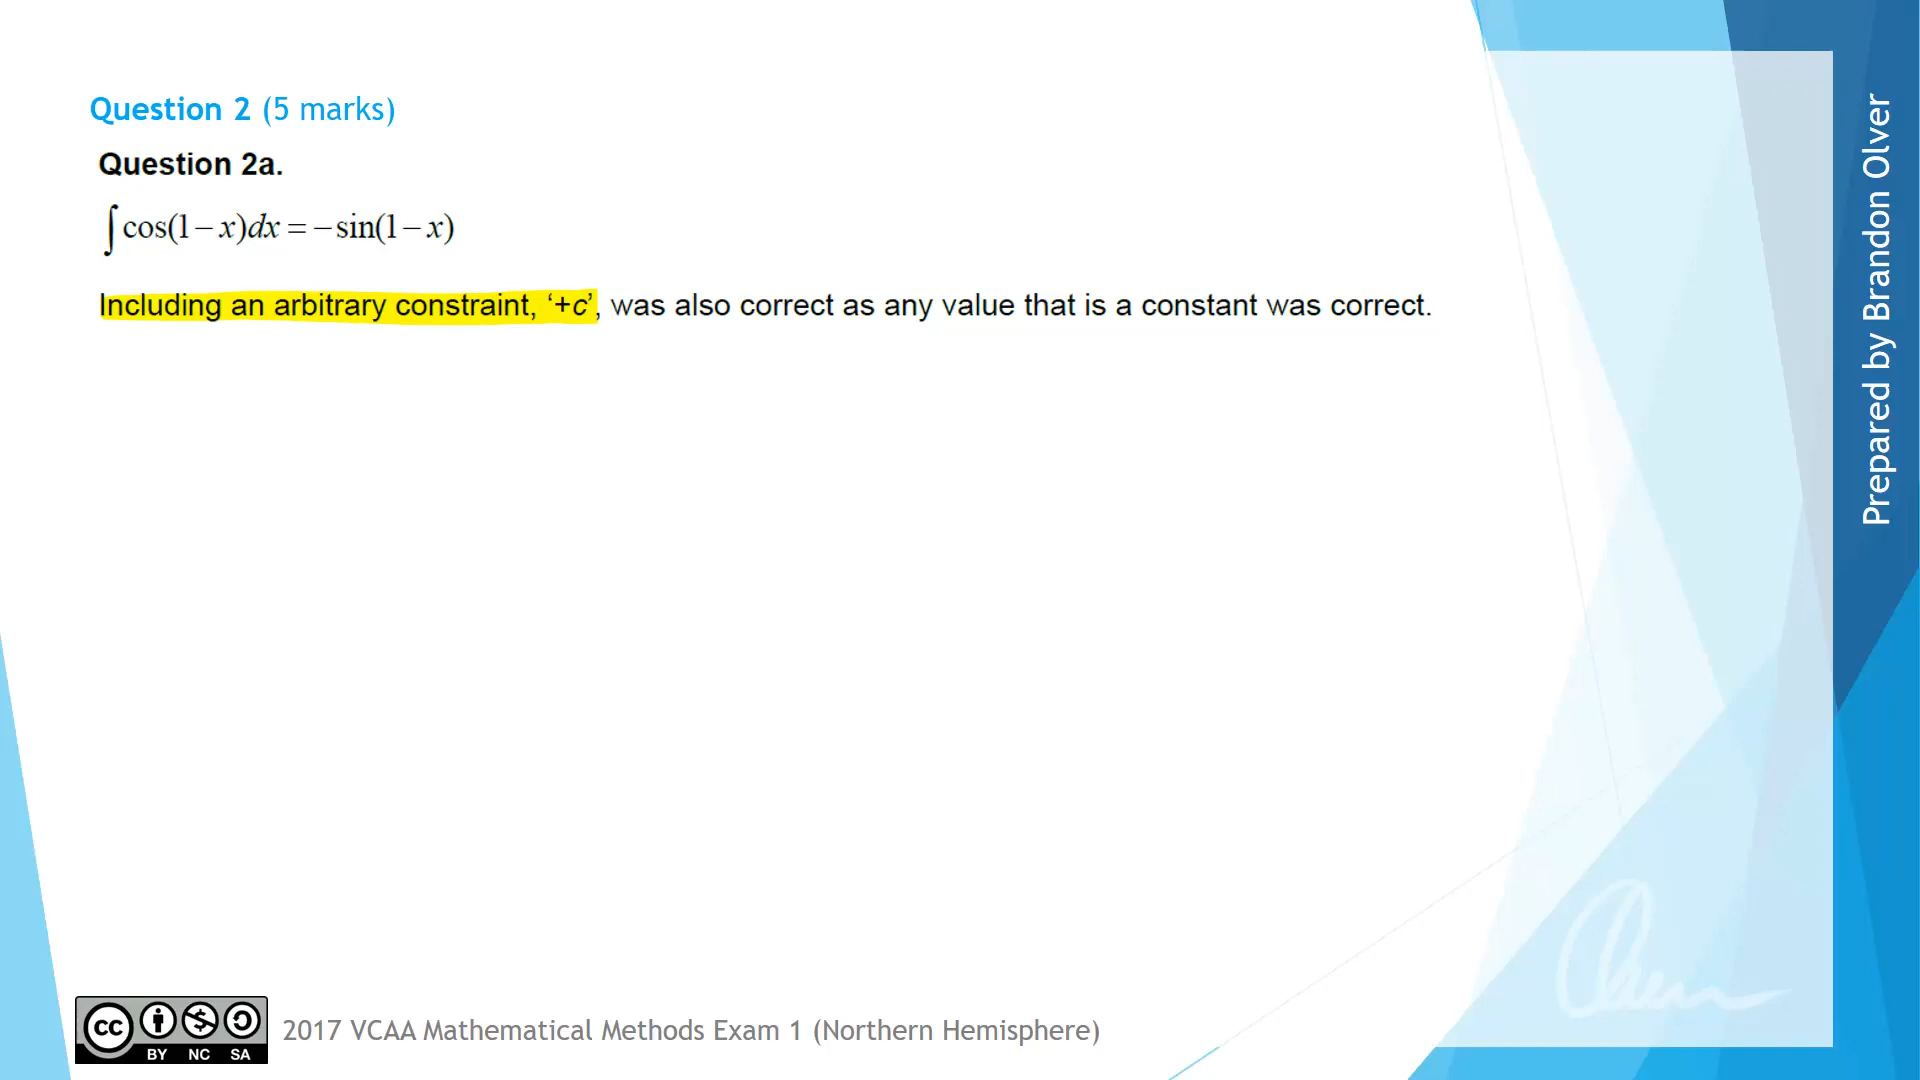 Question 2 (5 marks)
Question 2a.
∫cos(1−x)dx = −sin(1−x)
Including an arbitrary constraint, ‘+c’, was also correct as any value that is a constant was correct.
Prepared by Brandon Olver
cc BY NC SA
2017 VCAA Mathematical Methods Exam 1 (Northern Hemisphere)